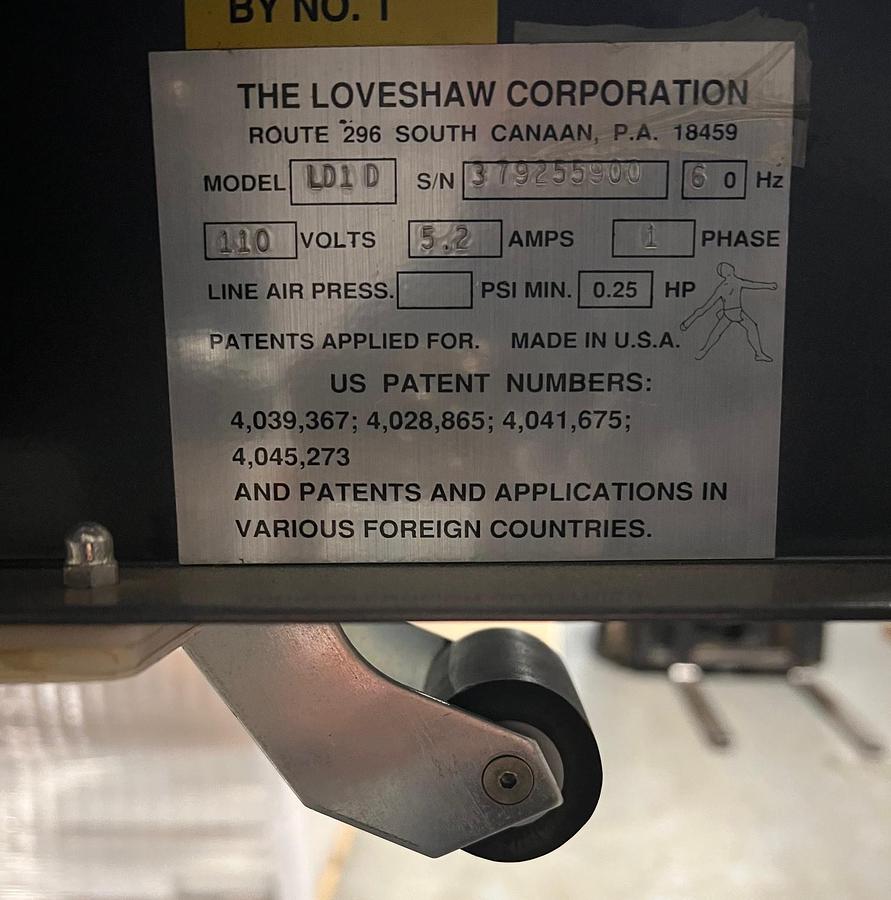 BY NO. 1
THE LOVESHAW CORPORATION
ROUTE 296 SOUTH CANAAN, P.A. 18459
MODEL LD1 D S/N 379255900 60 Hz
110 VOLTS 5.2 AMPS 1 PHASE
LINE AIR PRESS. PSI MIN. 0.25 HP
PATENTS APPLIED FOR. MADE IN U.S.A.
US PATENT NUMBERS:
4,039,367; 4,028,865; 4,041,675;
4,045,273
AND PATENTS AND APPLICATIONS IN
VARIOUS FOREIGN COUNTRIES.